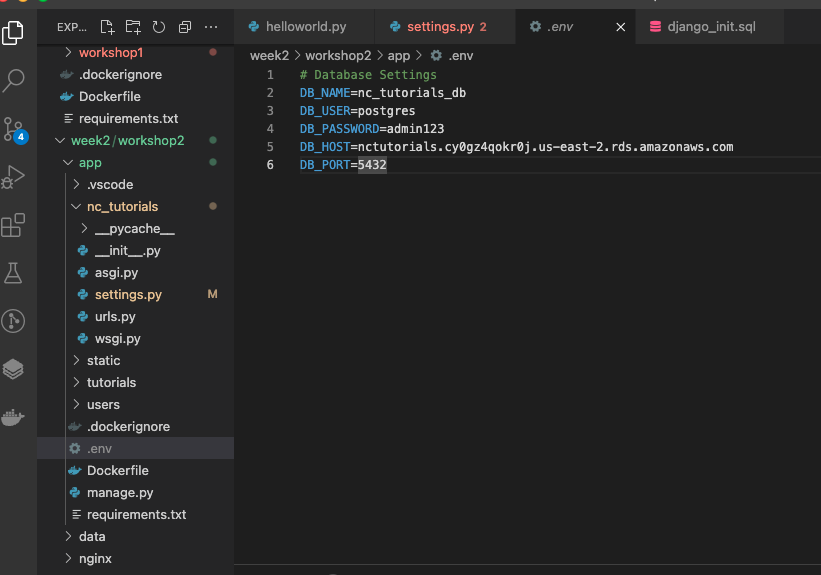 EXP...
workshop1
.dockerignore
Dockerfile
requirements.txt
week2/workshop2
app
.vscode
nc_tutorials
__pycache__
__init__.py
asgi.py
settings.py M
urls.py
wsgi.py
static
tutorials
users
.dockerignore
.env
Dockerfile
manage.py
requirements.txt
data
nginx
4
helloworld.py settings.py 2 .env django_init.sql
week2 > workshop2 > app > .env
1 # Database Settings
2 DB_NAME=nc_tutorials_db
3 DB_USER=postgres
4 DB_PASSWORD=admin123
5 DB_HOST=nctutorials.cy0gz4qokr0j.us-east-2.rds.amazonaws.com
6 DB_PORT=5432